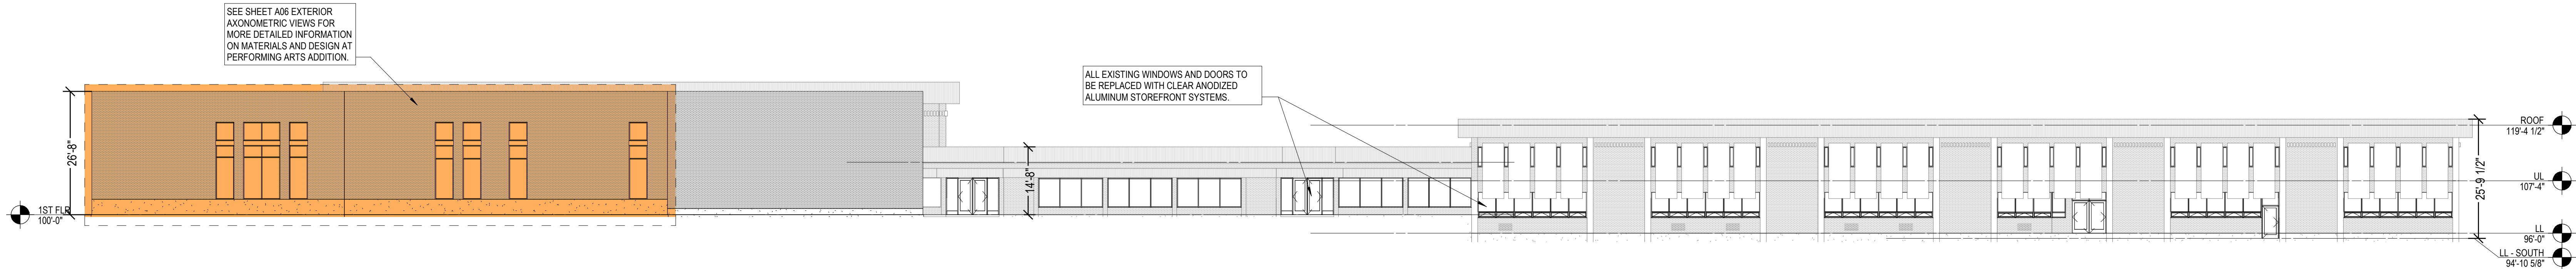 SEE SHEET A06 EXTERIOR
AXONOMETRIC VIEWS FOR
MORE DETAILED INFORMATION
ON MATERIALS AND DESIGN AT
PERFORMING ARTS ADDITION.
ALL EXISTING WINDOWS AND DOORS TO
BE REPLACED WITH CLEAR ANODIZED
ALUMINUM STOREFRONT SYSTEMS.
26'-8"
1ST FLR
100'-0"
14'-8"
25'-9 1/2"
ROOF
119'-4 1/2"
UL
107'-4"
LL
96'-0"
LL - SOUTH
94'-10 5/8"